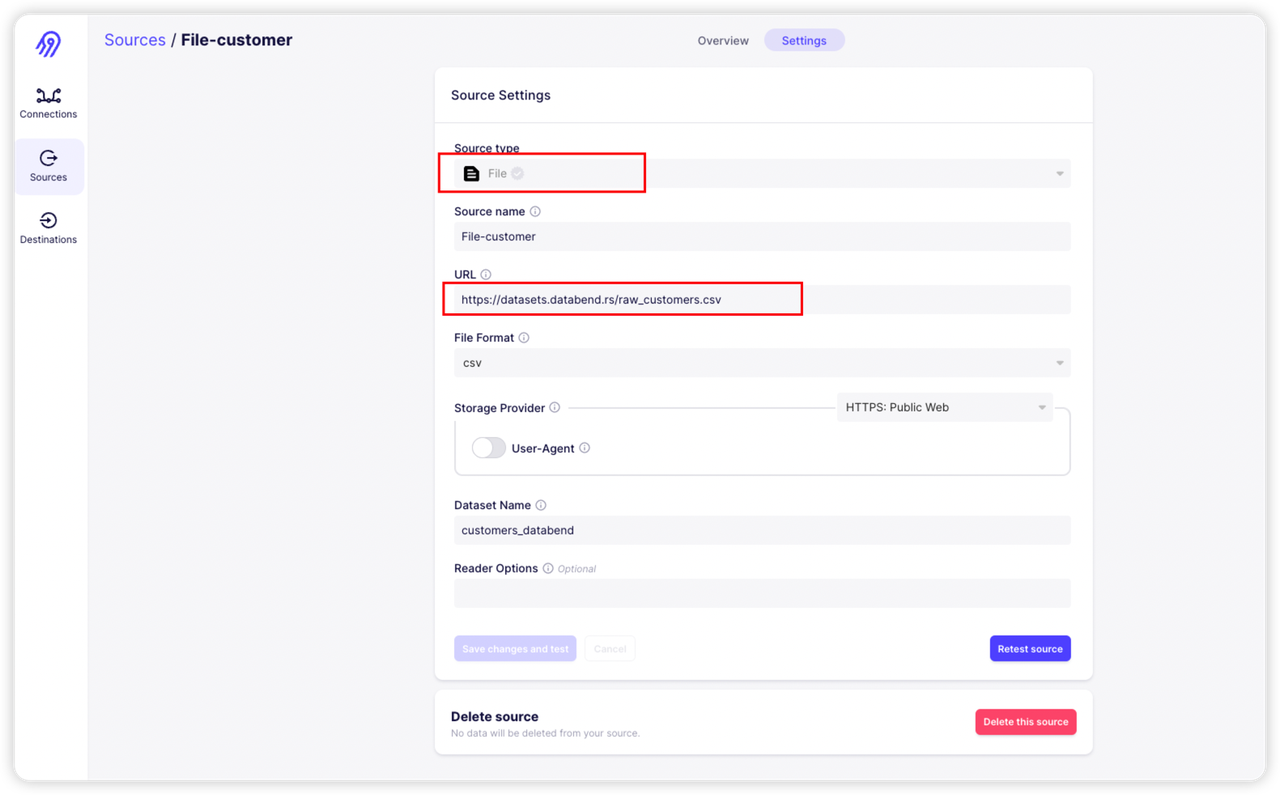 Sources / File-customer
Overview
Settings
Connections
Sources
Destinations
Source Settings
Source type
File
Source name
File-customer
URL
https://datasets.databend.rs/raw_customers.csv
File Format
csv
Storage Provider
HTTPS: Public Web
User-Agent
Dataset Name
customers_databend
Reader Options Optional
Save changes and test
Cancel
Retest source
Delete source
No data will be deleted from your source.
Delete this source